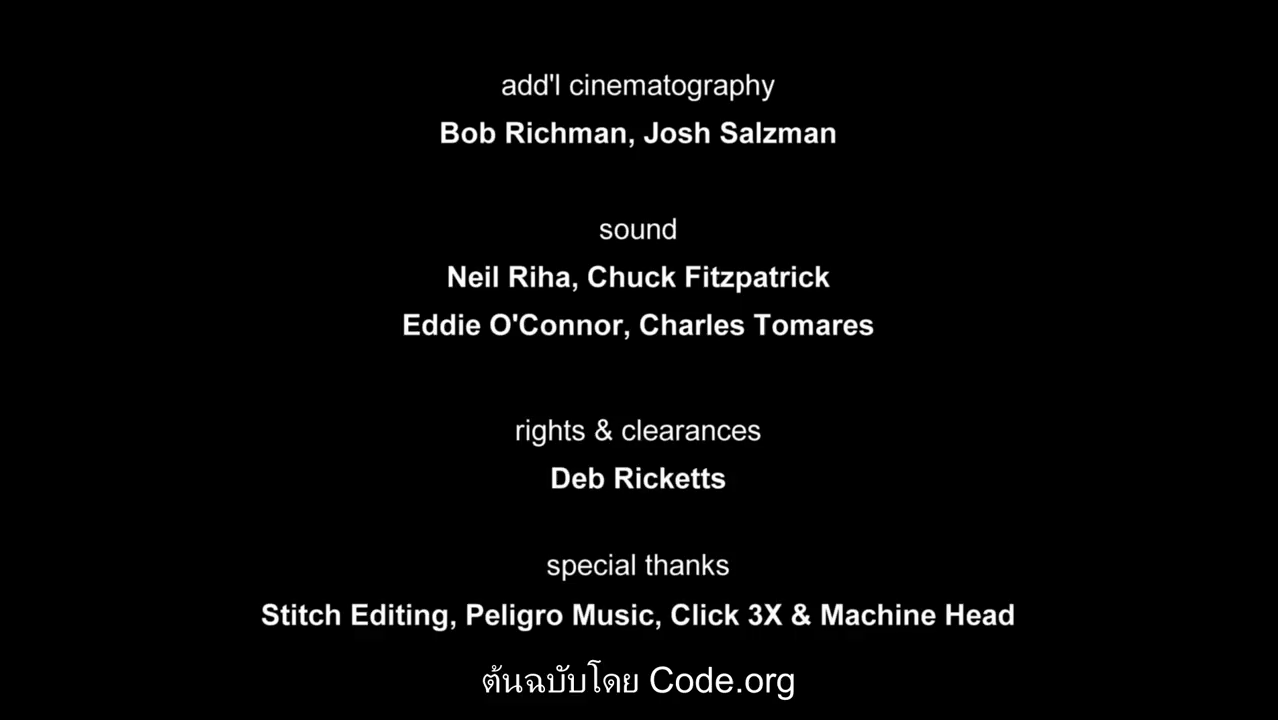 add'l cinematography
Bob Richman, Josh Salzman
sound
Neil Riha, Chuck Fitzpatrick
Eddie O'Connor, Charles Tomares
rights & clearances
Deb Ricketts
special thanks
Stitch Editing, Peligro Music, Click 3X & Machine Head
ต้นฉบับโดย Code.org